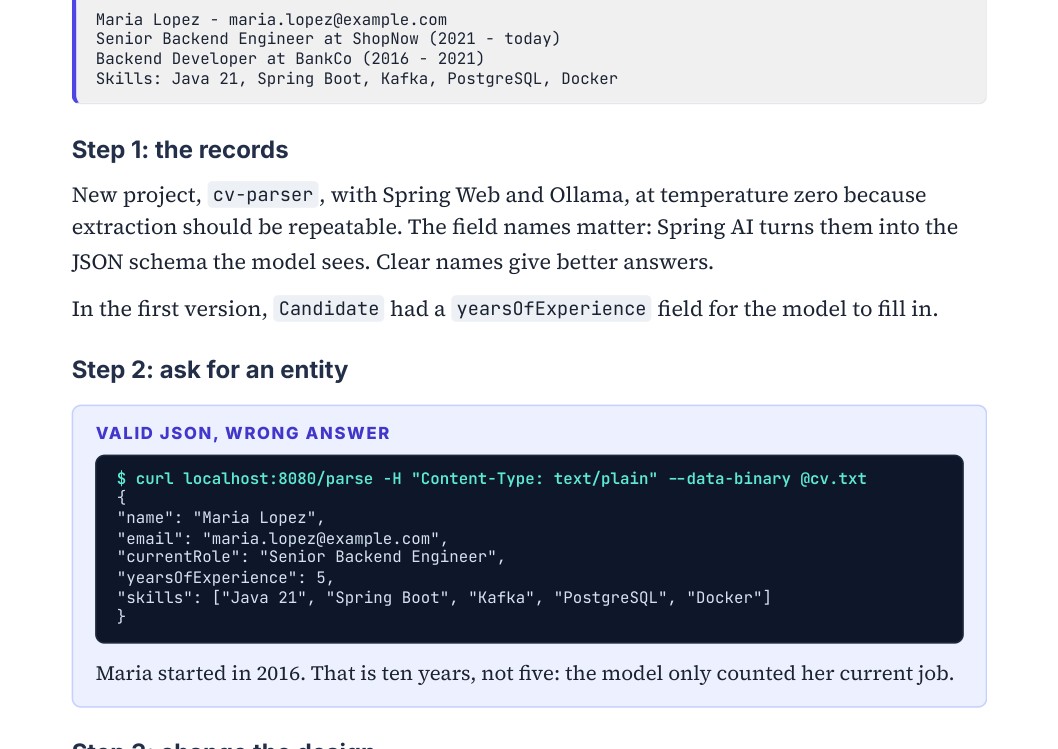 Maria Lopez - maria.lopez@example.com
Senior Backend Engineer at ShopNow (2021 - today)
Backend Developer at BankCo (2016 - 2021)
Skills: Java 21, Spring Boot, Kafka, PostgreSQL, Docker
Step 1: the records
New project, cv-parser, with Spring Web and Ollama, at temperature zero because
extraction should be repeatable. The field names matter: Spring AI turns them into the
JSON schema the model sees. Clear names give better answers.
In the first version, Candidate had a yearsOfExperience field for the model to fill in.
Step 2: ask for an entity
VALID JSON, WRONG ANSWER
$ curl localhost:8080/parse -H "Content-Type: text/plain" --data-binary @cv.txt
{
"name": "Maria Lopez",
"email": "maria.lopez@example.com",
"currentRole": "Senior Backend Engineer",
"yearsOfExperience": 5,
"skills": ["Java 21", "Spring Boot", "Kafka", "PostgreSQL", "Docker"]
}
Maria started in 2016. That is ten years, not five: the model only counted her current job.
Step 3: change the design